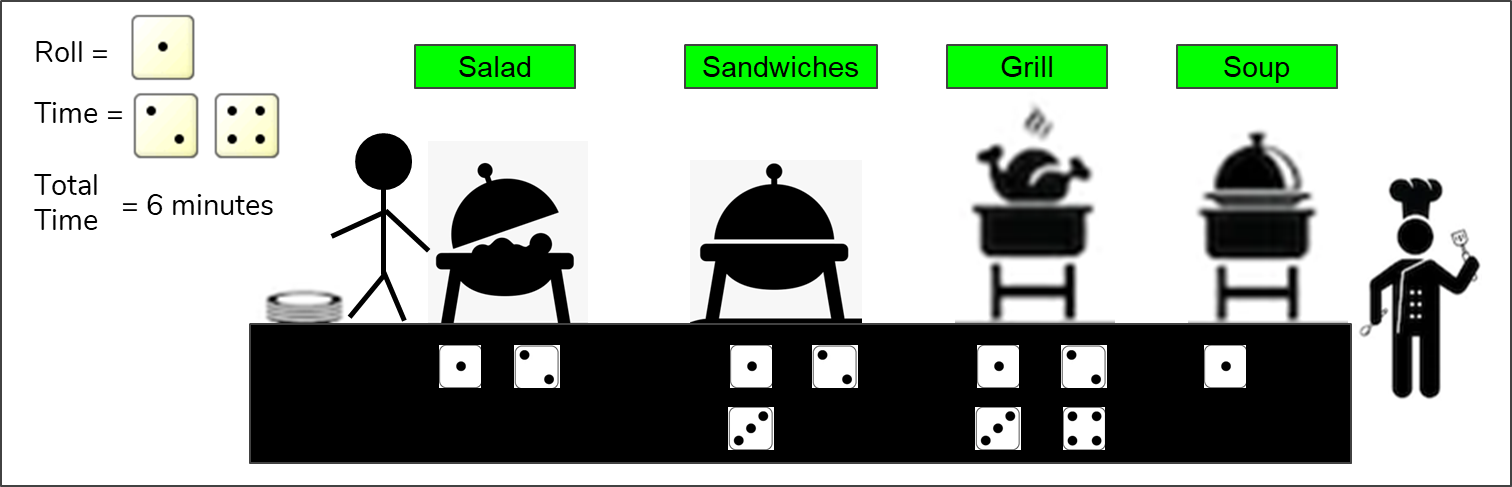 Roll =
Time =
Total
Time
= 6 minutes
Salad
Sandwiches
Grill
Soup